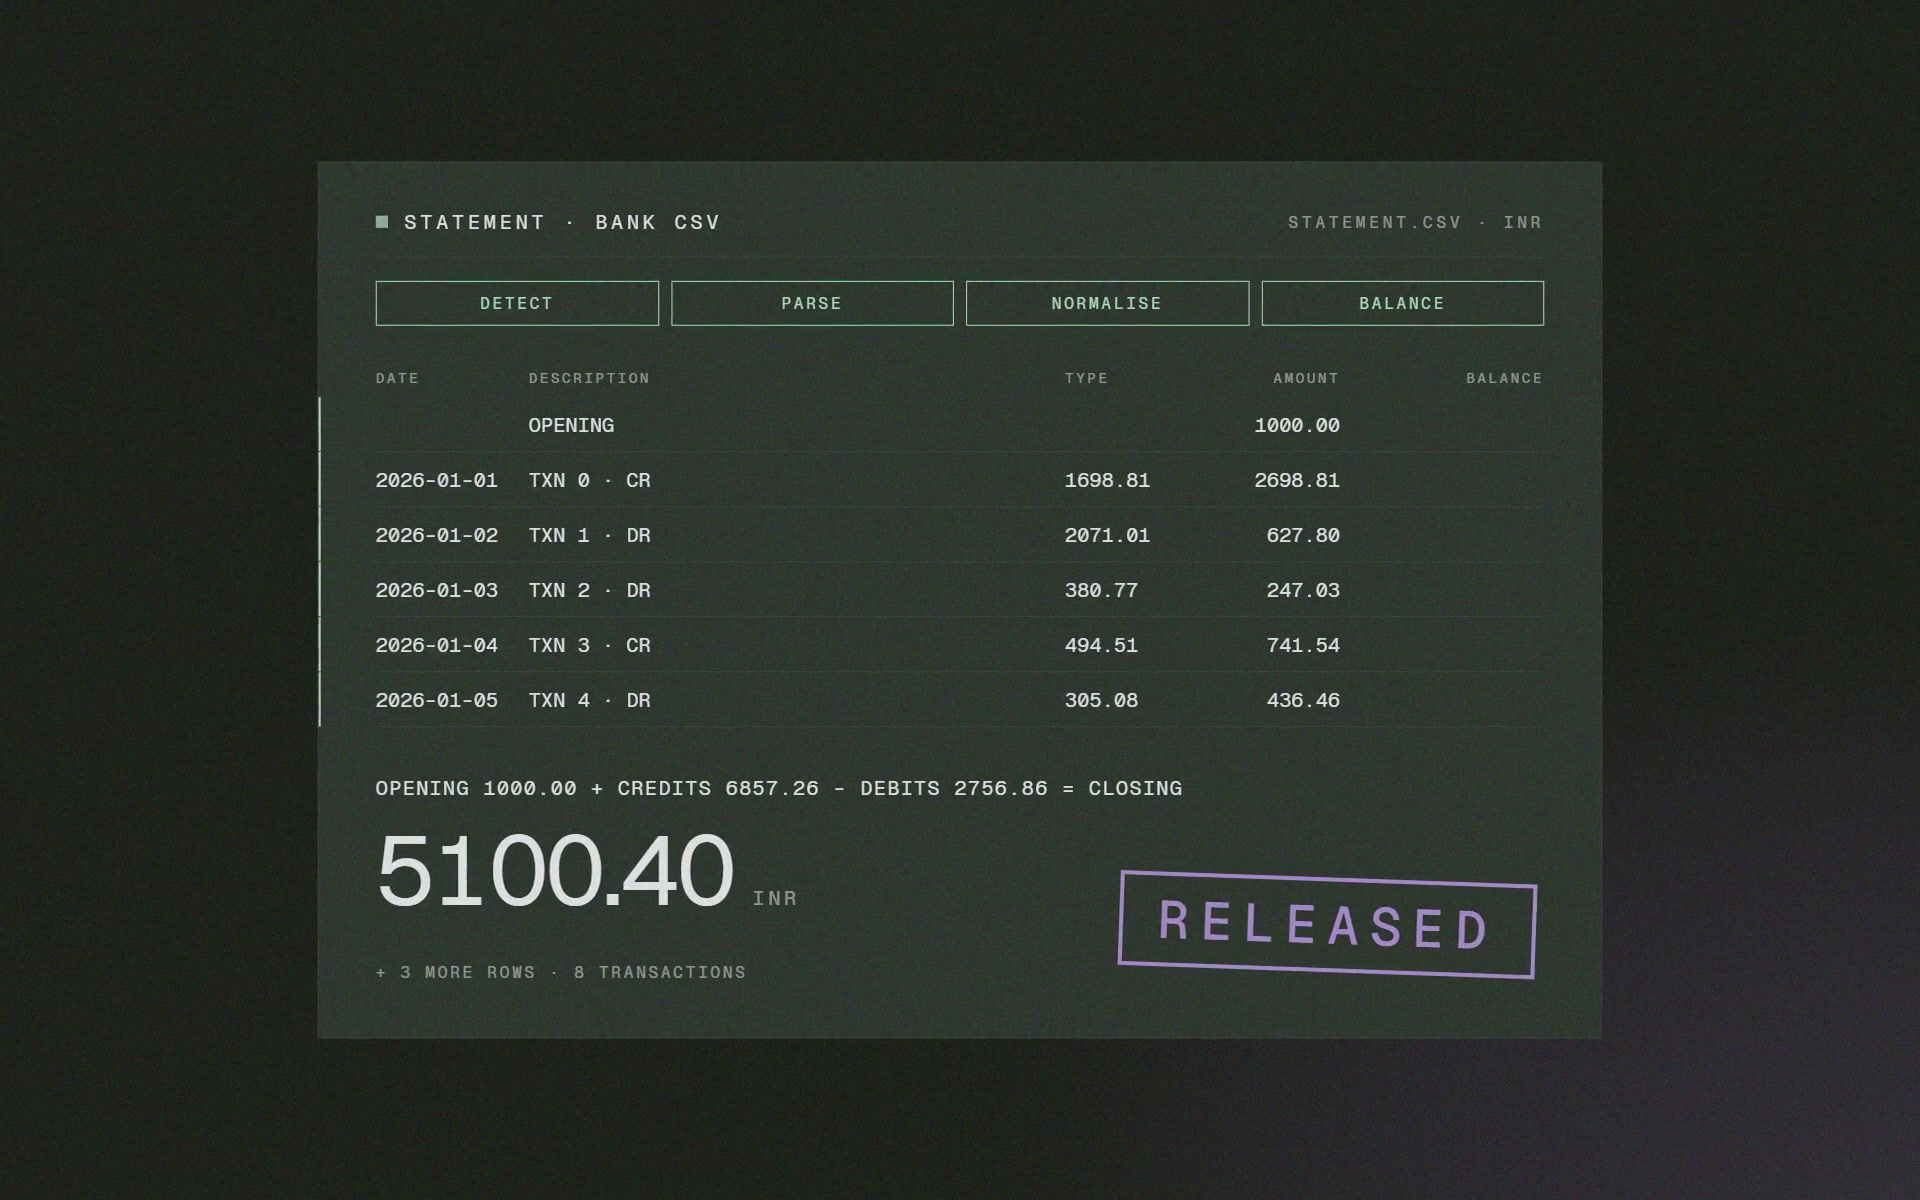 STATEMENT · BANK CSV
STATEMENT.CSV · INR
DETECT PARSE NORMALISE BALANCE
DATE DESCRIPTION TYPE AMOUNT BALANCE
OPENING 1000.00
2026-01-01 TXN 0 · CR 1698.81 2698.81
2026-01-02 TXN 1 · DR 2071.01 627.80
2026-01-03 TXN 2 · DR 380.77 247.03
2026-01-04 TXN 3 · CR 494.51 741.54
2026-01-05 TXN 4 · DR 305.08 436.46
OPENING 1000.00 + CREDITS 6857.26 - DEBITS 2756.86 = CLOSING
5100.40 INR
RELEASED
+ 3 MORE ROWS · 8 TRANSACTIONS